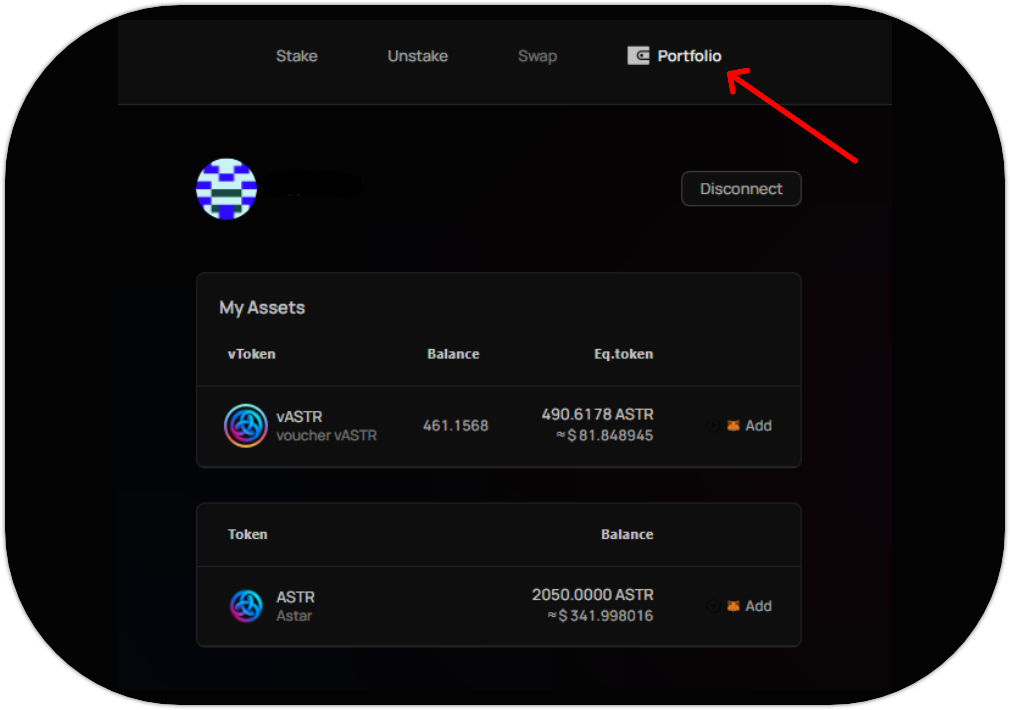 Stake Unstake Swap Portfolio
Disconnect
My Assets
vToken Balance Eq.token
vASTR 461.1568 490.6178 ASTR Add
voucher vASTR ≈$81.848945
Token Balance
ASTR 2050.0000 ASTR Add
Astar ≈$341.998016